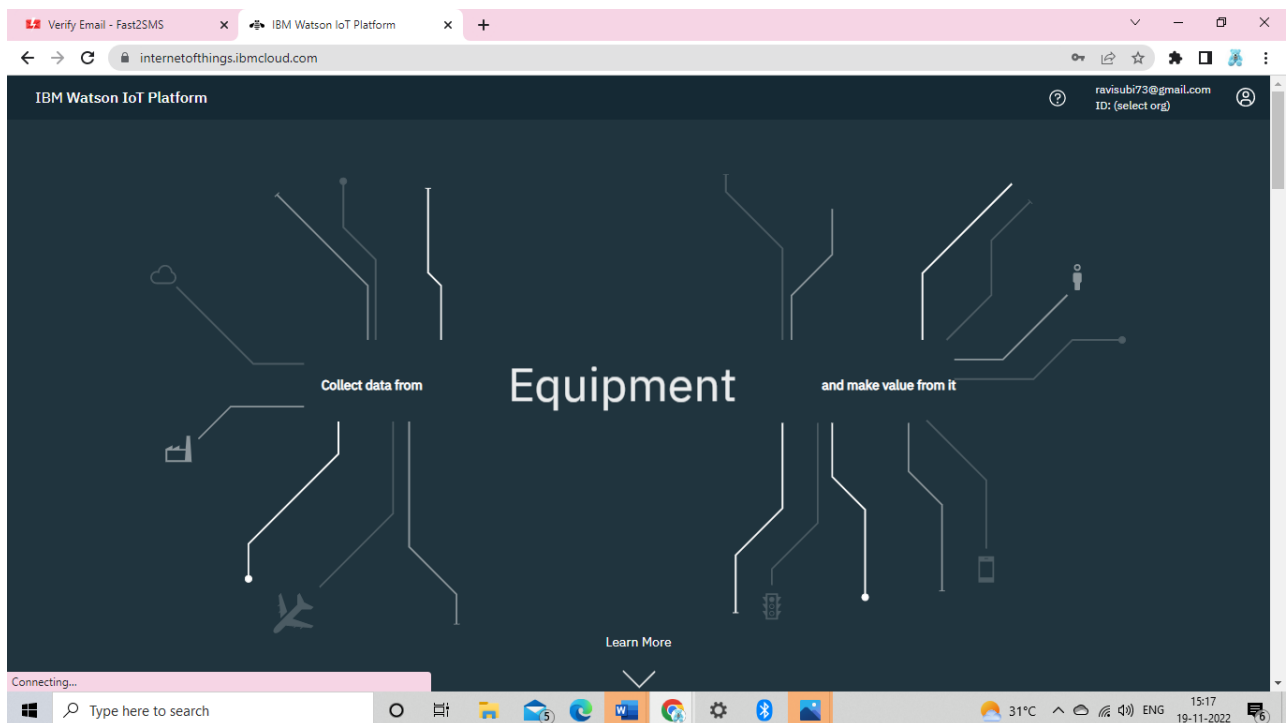 Verify Email - Fast2SMS
IBM Watson IoT Platform
internetofthings.ibmcloud.com
IBM Watson IoT Platform
ravisubi73@gmail.com
ID: (select org)
Collect data from
Equipment
and make value from it
Learn More
Connecting...
Type here to search
5
31°C
ENG
15:17
19-11-2022